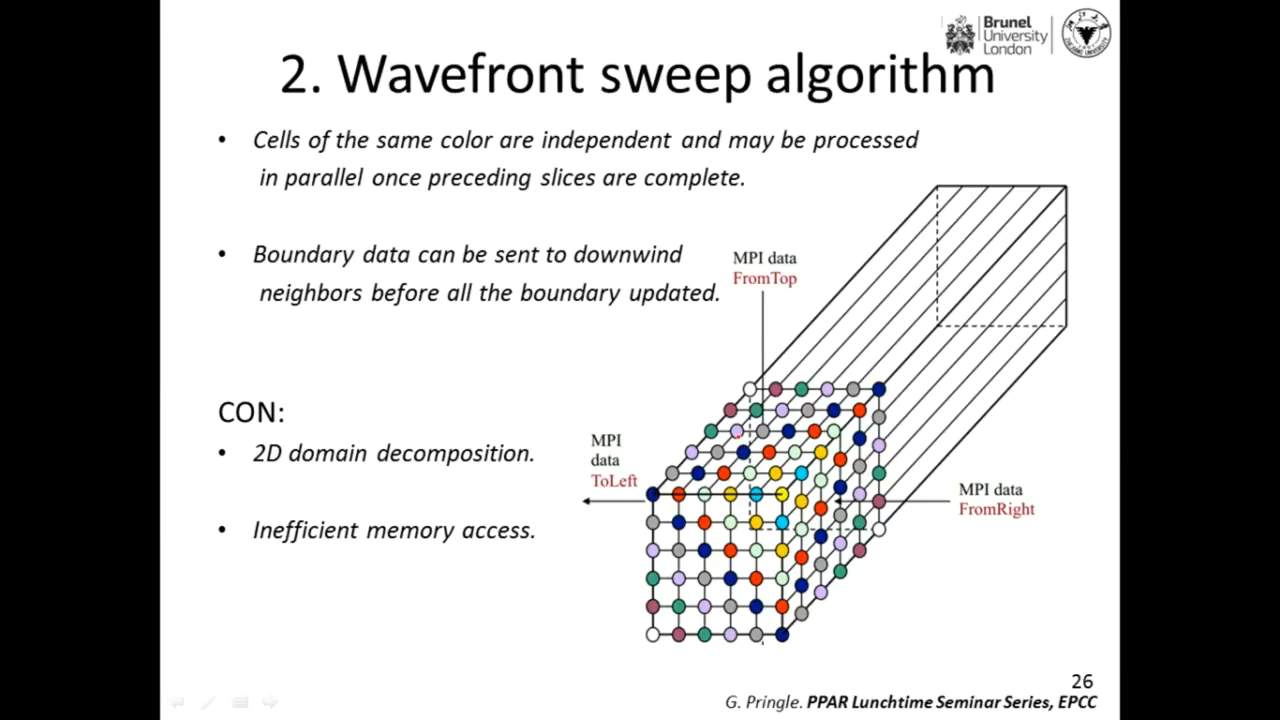 Brunel
University
London
2. Wavefront sweep algorithm
• Cells of the same color are independent and may be processed
in parallel once preceding slices are complete.
• Boundary data can be sent to downwind
neighbors before all the boundary updated.
MPI data
FromTop
CON:
• 2D domain decomposition.
• Inefficient memory access.
MPI
data
ToLeft
MPI data
FromRight
26
G. Pringle. PPAR Lunchtime Seminar Series, EPCC